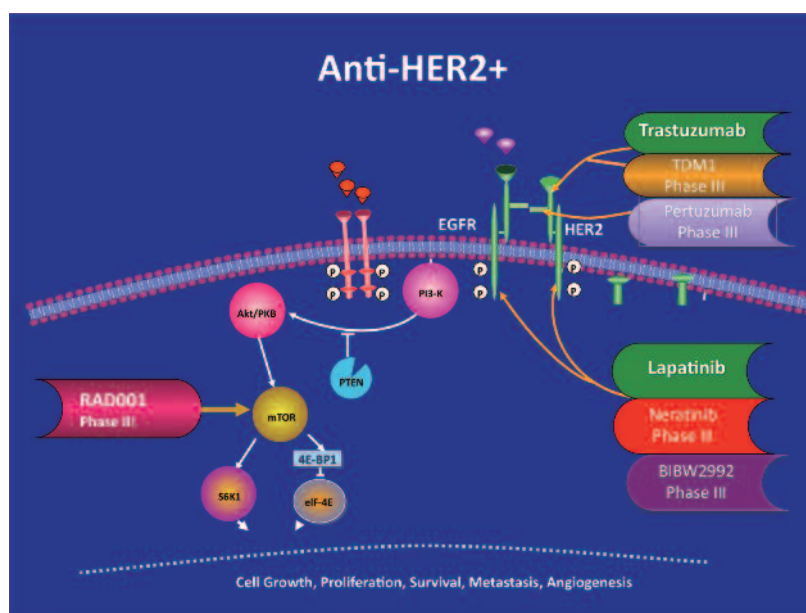 Anti-HER2+
Trastuzumab
TDM1
Phase III
Pertuzumab
Phase III
EGFR
HER2
P
P
P
P
P
P
P
P
PI3-K
Akt/PKB
PTEN
Lapatinib
RAD001
Phase III
mTOR
Neratinib
Phase III
4E-BP1
BIBW2992
Phase III
S6K1
eIF-4E
Cell Growth, Proliferation, Survival, Metastasis, Angiogenesis